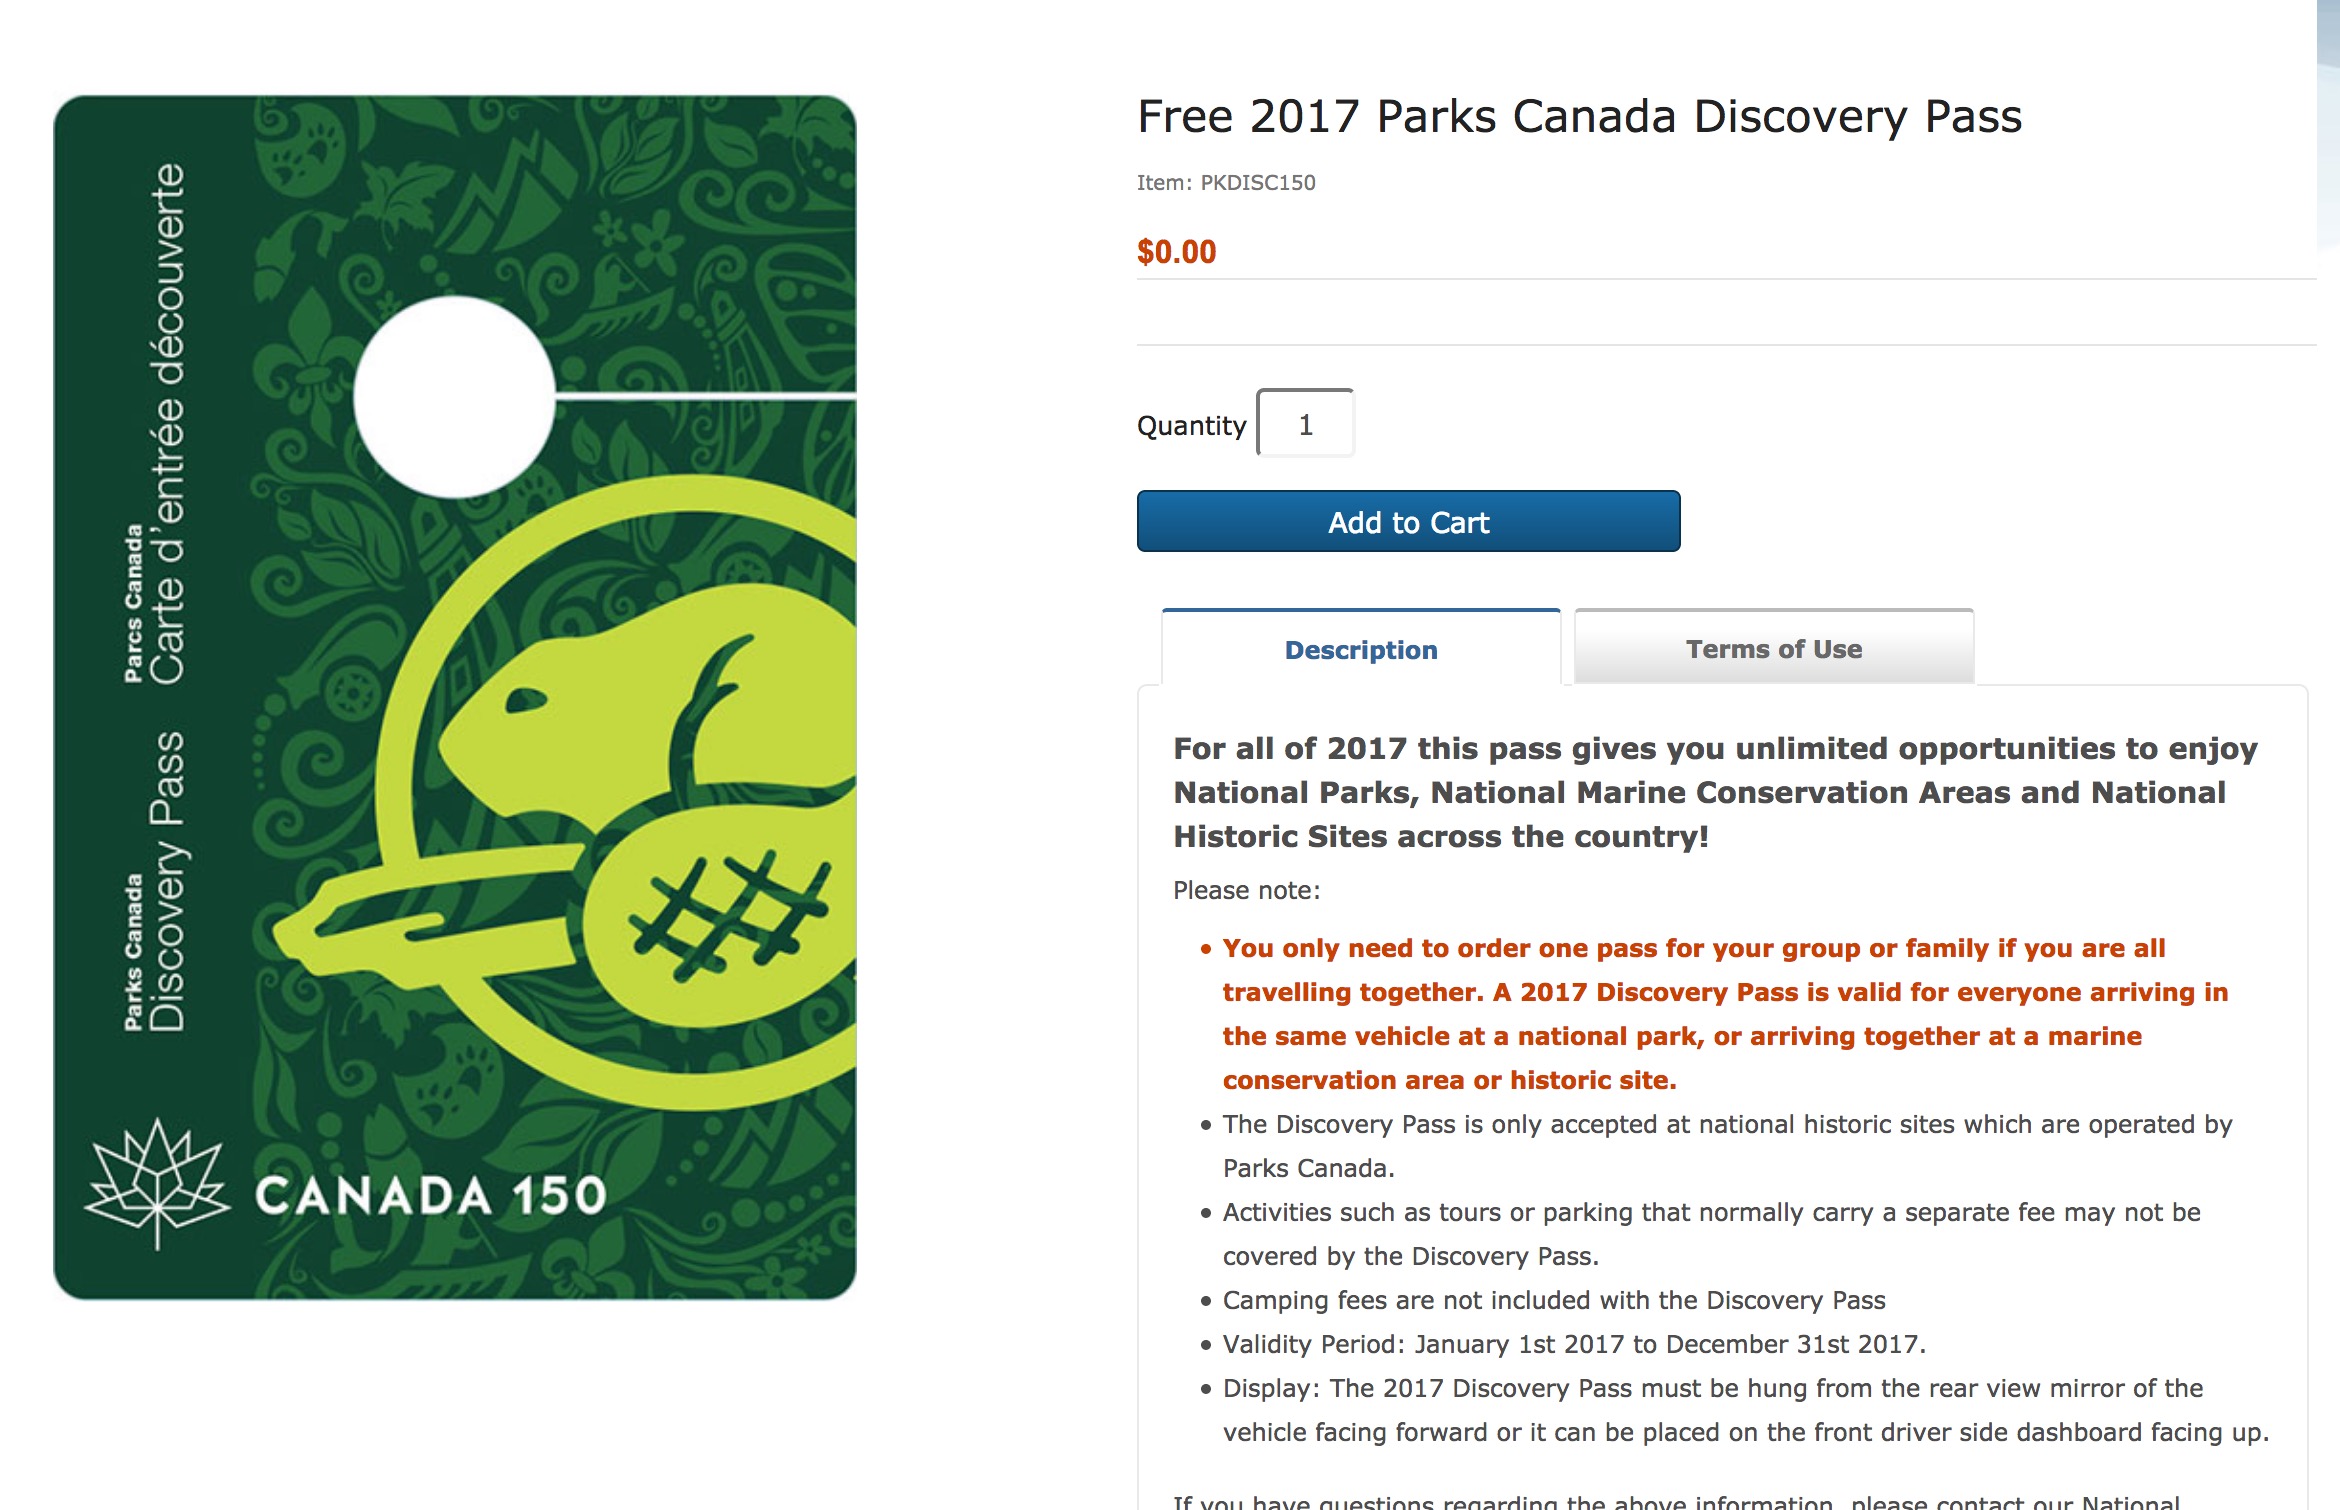 Parks Canada
Discovery Pass
Parcs Canada
Carte d'entrée découverte
CANADA 150
Free 2017 Parks Canada Discovery Pass
Item: PKDISC150
$0.00
Quantity 1
Add to Cart
Description
Terms of Use
For all of 2017 this pass gives you unlimited opportunities to enjoy
National Parks, National Marine Conservation Areas and National
Historic Sites across the country!
Please note:
• You only need to order one pass for your group or family if you are all
travelling together. A 2017 Discovery Pass is valid for everyone arriving in
the same vehicle at a national park, or arriving together at a marine
conservation area or historic site.
• The Discovery Pass is only accepted at national historic sites which are operated by
Parks Canada.
• Activities such as tours or parking that normally carry a separate fee may not be
covered by the Discovery Pass.
• Camping fees are not included with the Discovery Pass
• Validity Period: January 1st 2017 to December 31st 2017.
• Display: The 2017 Discovery Pass must be hung from the rear view mirror of the
vehicle facing forward or it can be placed on the front driver side dashboard facing up.
If you have questions regarding the above information, please contact our National